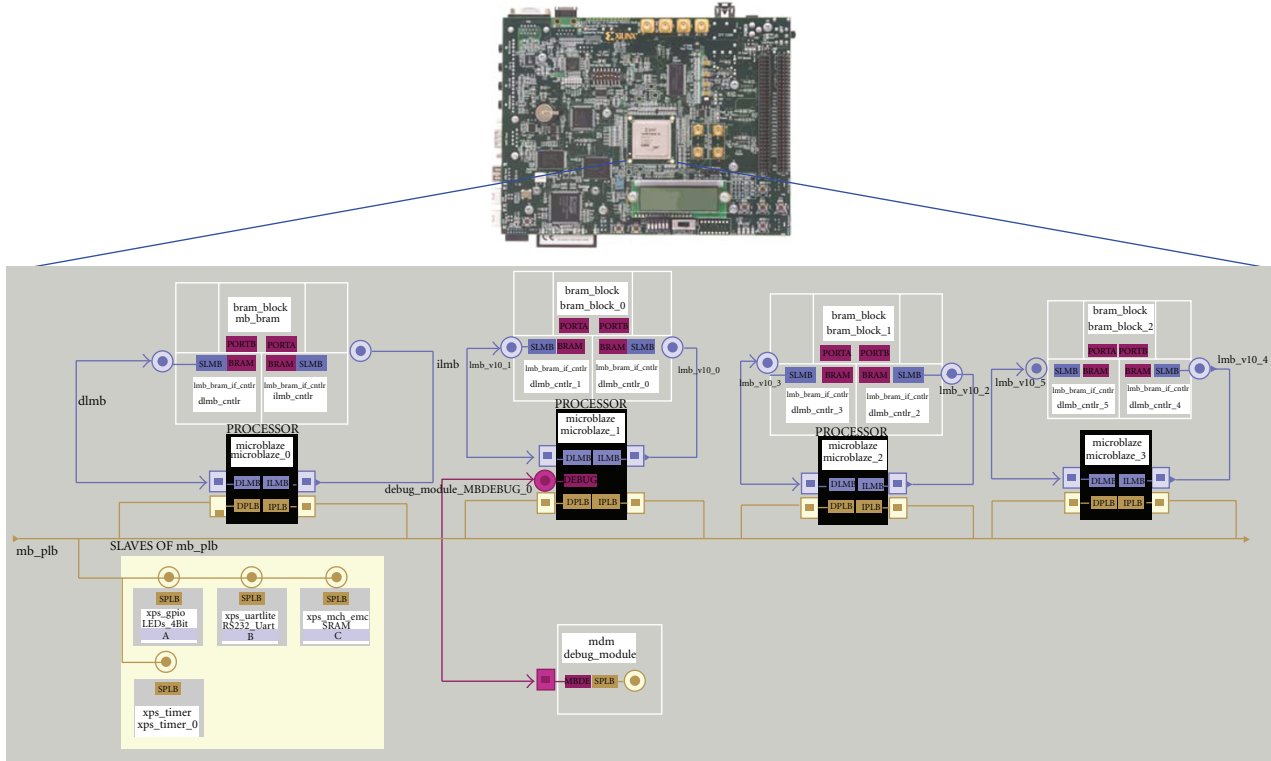 XILINX
bram_block
mb_bram
PORTB PORTA
SLMB BRAM BRAM SLMB
lmb_bram_if_cntlr lmb_bram_if_cntlr
dlmb_cntlr ilmb_cntlr
dlmb
ilmb
PROCESSOR
microblaze
microblaze_0
DLMB ILMB
DPLB IPLB
bram_block
bram_block_0
PORTA PORTB
SLMB BRAM BRAM SLMB
lmb_v10_1
lmb_v10_0
lmb_bram_if_cntlr lmb_bram_if_cntlr
dlmb_cntlr_1 dlmb_cntlr_0
PROCESSOR
microblaze
microblaze_1
DLMB ILMB
DEBUG
debug_module_MBDEBUG_0
DPLB IPLB
bram_block
bram_block_1
PORTA PORTB
SLMB BRAM BRAM SLMB
lmb_v10_3
lmb_v10_2
lmb_bram_if_cntlr lmb_bram_if_cntlr
dlmb_cntlr_3 dlmb_cntlr_2
PROCESSOR
microblaze
microblaze_2
DLMB ILMB
DPLB IPLB
bram_block
bram_block_2
PORTA PORTB
SLMB BRAM BRAM SLMB
lmb_v10_5
lmb_v10_4
lmb_bram_if_cntlr lmb_bram_if_cntlr
dlmb_cntlr_5 dlmb_cntlr_4
microblaze
microblaze_3
DLMB ILMB
DPLB IPLB
mb_plb
SLAVES OF mb_plb
SPLB SPLB SPLB
xps_gpio xps_uartlite xps_mch_emc
LEDs_4Bit RS232_Uart SRAM
A B C
SPLB
xps_timer
xps_timer_0
mdm
debug_module
MBDE SPLB